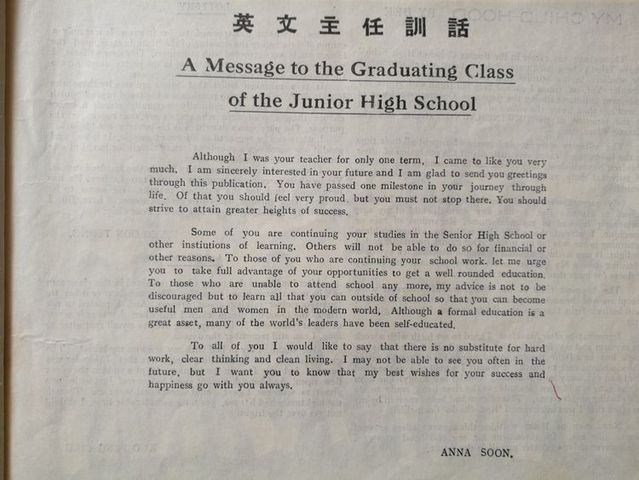 英文主任訓話
A Message to the Graduating Class
of the Junior High School
Although I was your teacher for only one term, I came to like you very
much. I am sincerely interested in your future and I am glad to send you greetings
through this publication. You have passed one milestone in your journey through
life. Of that you should feel very proud but you must not stop there. You should
strive to attain greater heights of success.
Some of you are continuing your studies in the Senior High School or
other instiutions of learning. Others will not be able to do so for financial or
other reasons. To those of you who are continuing your school work. let me urge
you to take full advantage of your opportunities to get a well rounded education.
To those who are unable to attend school any more, my advice is not to be
discouraged but to learn all that you can outside of school so that you can become
useful men and women in the modern world, Although a formal education is a
great asset, many of the world's leaders have been self-educated.
To all of you I would like to say that there is no substitute for hard
work, clear thinking and clean living. I may not be able to see you often in the
future, but I want you to know that my best wishes for your success and
happiness go with you always.
ANNA SOON.